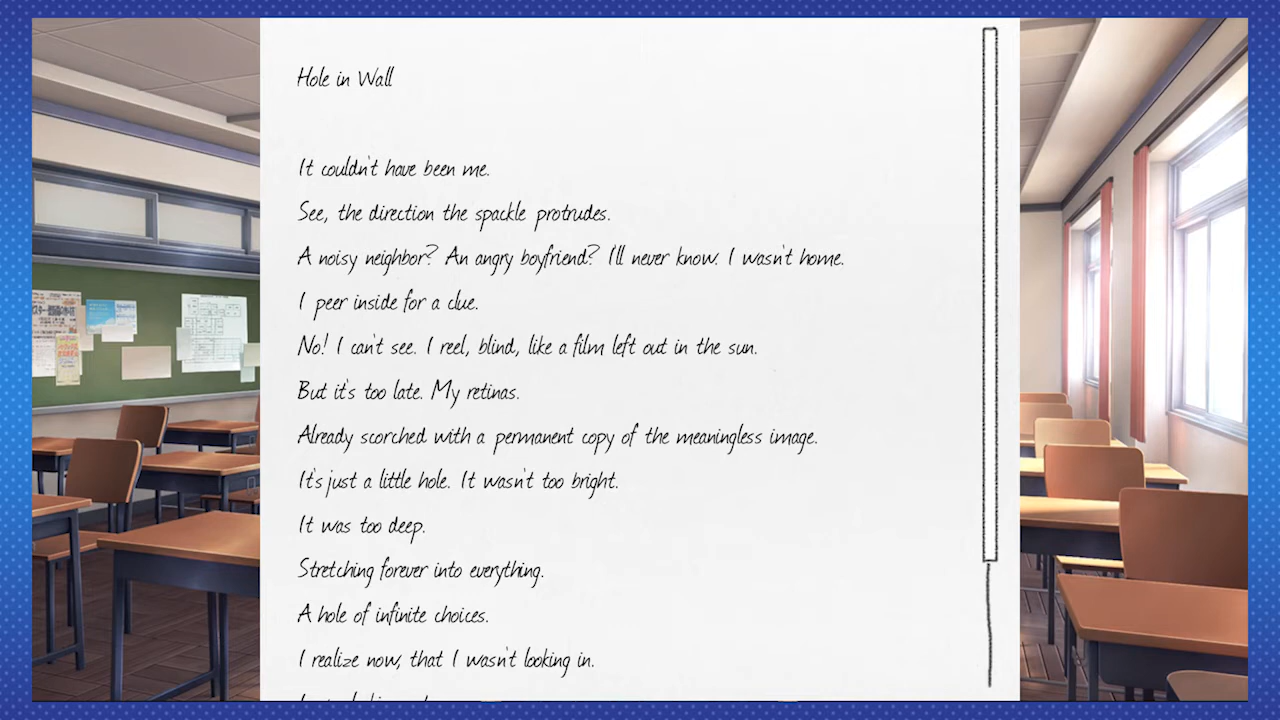 Hole in Wall
It couldn't have been me.
See, the direction the spackle protrudes.
A noisy neighbor? An angry boyfriend? I'll never know. I wasn't home.
I peer inside for a clue.
No! I can't see. I reel, blind, like a film left out in the sun.
But it's too late. My retinas.
Already scorched with a permanent copy of the meaningless image.
It's just a little hole. It wasn't too bright.
It was too deep.
Stretching forever into everything.
A hole of infinite choices.
I realize now, that I wasn't looking in.